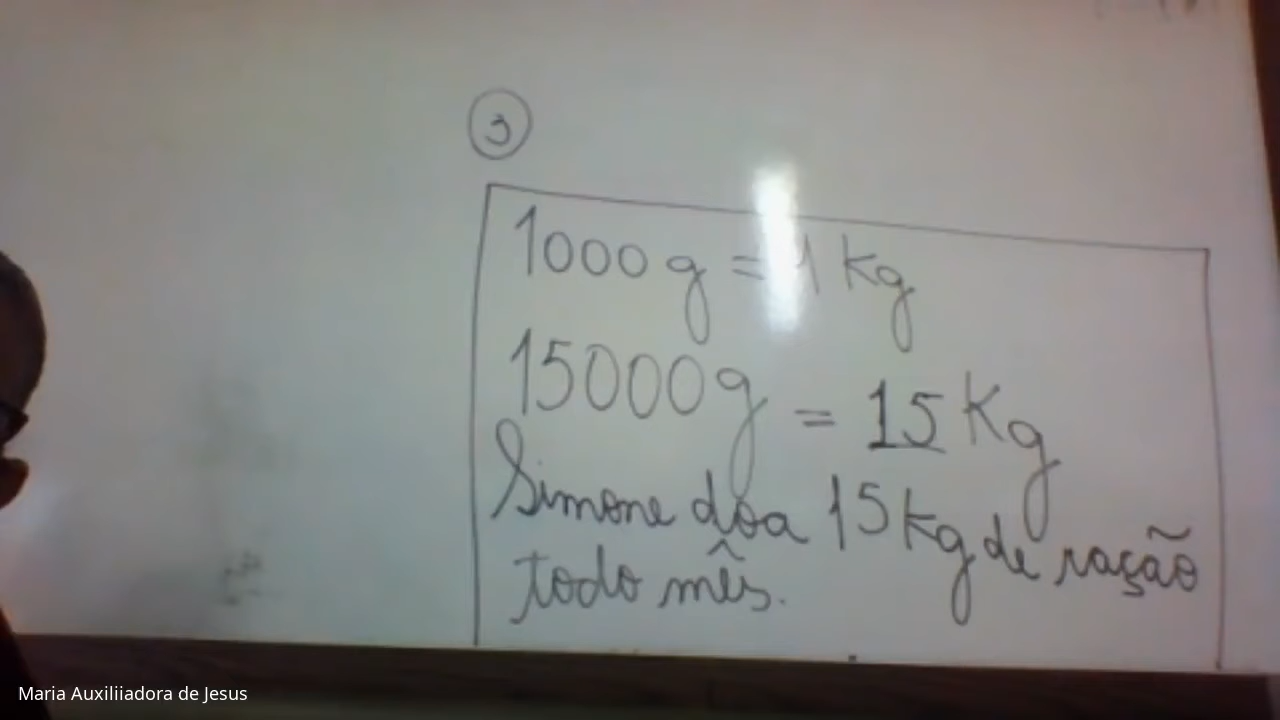 3
1000 g = 1 kg
15000 g = 15 Kg
Simone doa 15 kg de ração
todo mês.
Maria Auxiliiadora de Jesus